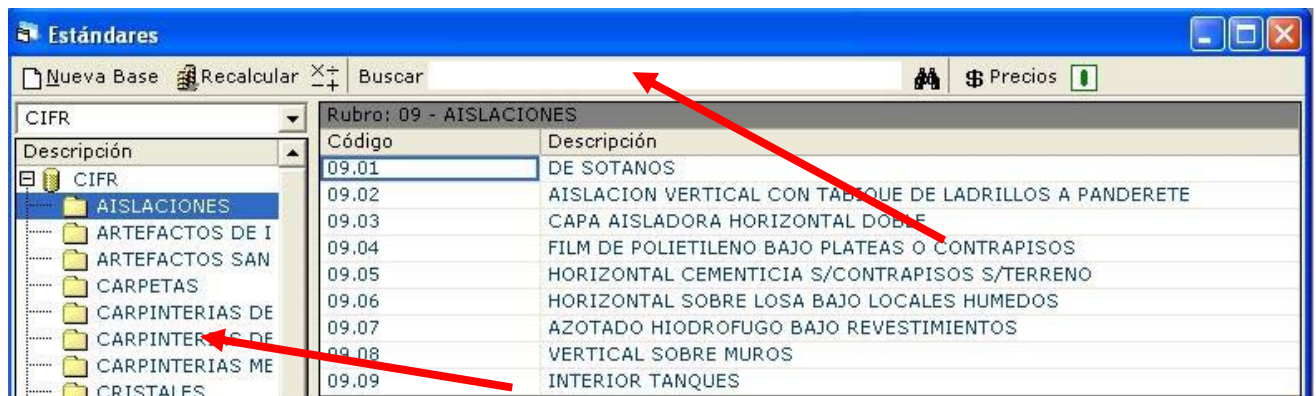 Estándares
Nueva Base Recalcular Buscar Precios
CIFR
Descripción
CIFR
AISLACIONES
ARTEFACTOS DE I
ARTEFACTOS SAN
CARPETAS
CARPINTERIAS DE
CARPINTERIAS DE
CARPINTERIAS ME
CRISTALES
Rubro: 09 - AISLACIONES
Código Descripción
09.01 DE SOTANOS
09.02 AISLACION VERTICAL CON TABIQUE DE LADRILLOS A PANDERETE
09.03 CAPA AISLADORA HORIZONTAL DOBLE
09.04 FILM DE POLIETILENO BAJO PLATEAS O CONTRAPISOS
09.05 HORIZONTAL CEMENTICIA S/CONTRAPISOS S/TERRENO
09.06 HORIZONTAL SOBRE LOSA BAJO LOCALES HUMEDOS
09.07 AZOTADO HIODROFUGO BAJO REVESTIMIENTOS
09.08 VERTICAL SOBRE MUROS
09.09 INTERIOR TANQUES